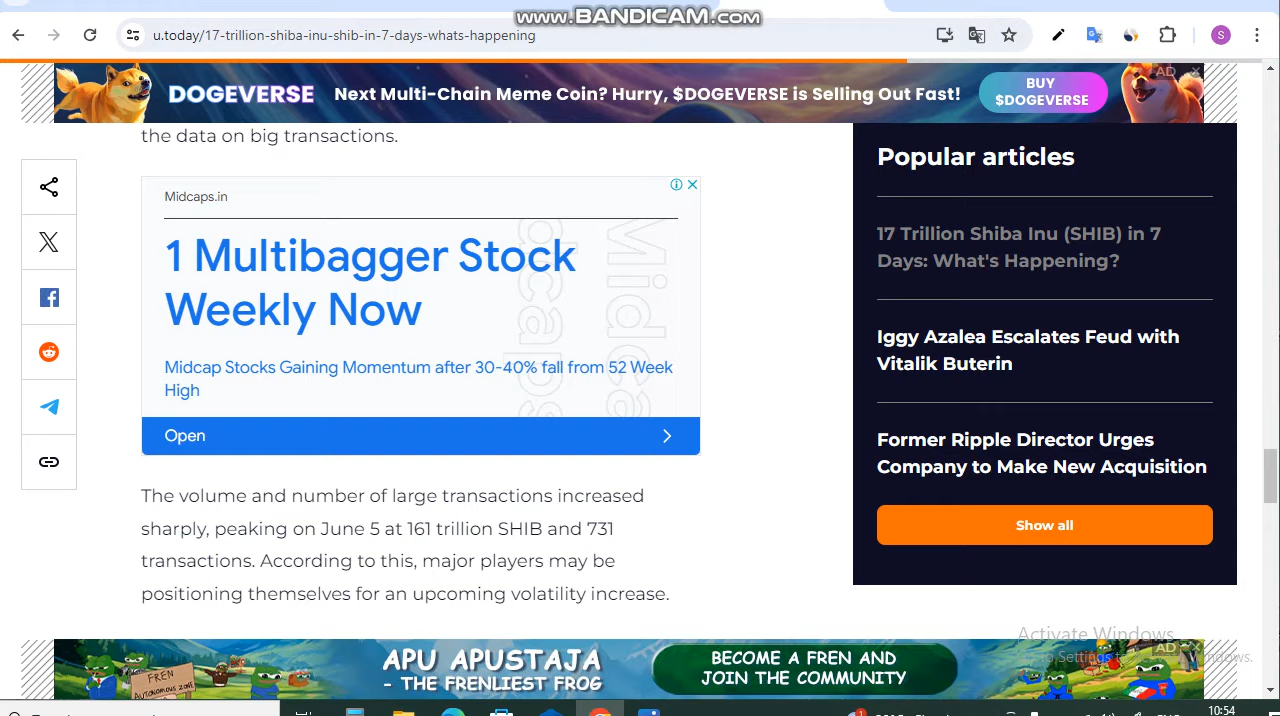 www.BANDICAM.com
u.today/17-trillion-shiba-inu-shib-in-7-days-whats-happening
S
AD
DOGEVERSE Next Multi-Chain Meme Coin? Hurry, $DOGEVERSE is Selling Out Fast! BUY
$DOGEVERSE
the data on big transactions.
Midcaps.in
1 Multibagger Stock
Weekly Now
Midcap Stocks Gaining Momentum after 30-40% fall from 52 Week
High
Midcaps
Open
The volume and number of large transactions increased
sharply, peaking on June 5 at 161 trillion SHIB and 731
transactions. According to this, major players may be
positioning themselves for an upcoming volatility increase.
Popular articles
17 Trillion Shiba Inu (SHIB) in 7
Days: What's Happening?
Iggy Azalea Escalates Feud with
Vitalik Buterin
Former Ripple Director Urges
Company to Make New Acquisition
Show all
Activate Windows
AD
FREN
AUTONOMOUS ZONE
APU APUSTAJA
- THE FRENLIEST FROG
BECOME A FREN AND
JOIN THE COMMUNITY
10:54